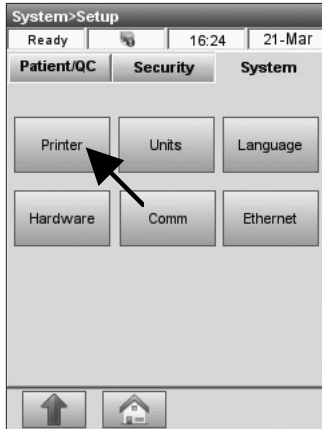 System>Setup
Ready 16:24 21-Mar
Patient/QC Security System
Printer Units Language
Hardware Comm Ethernet